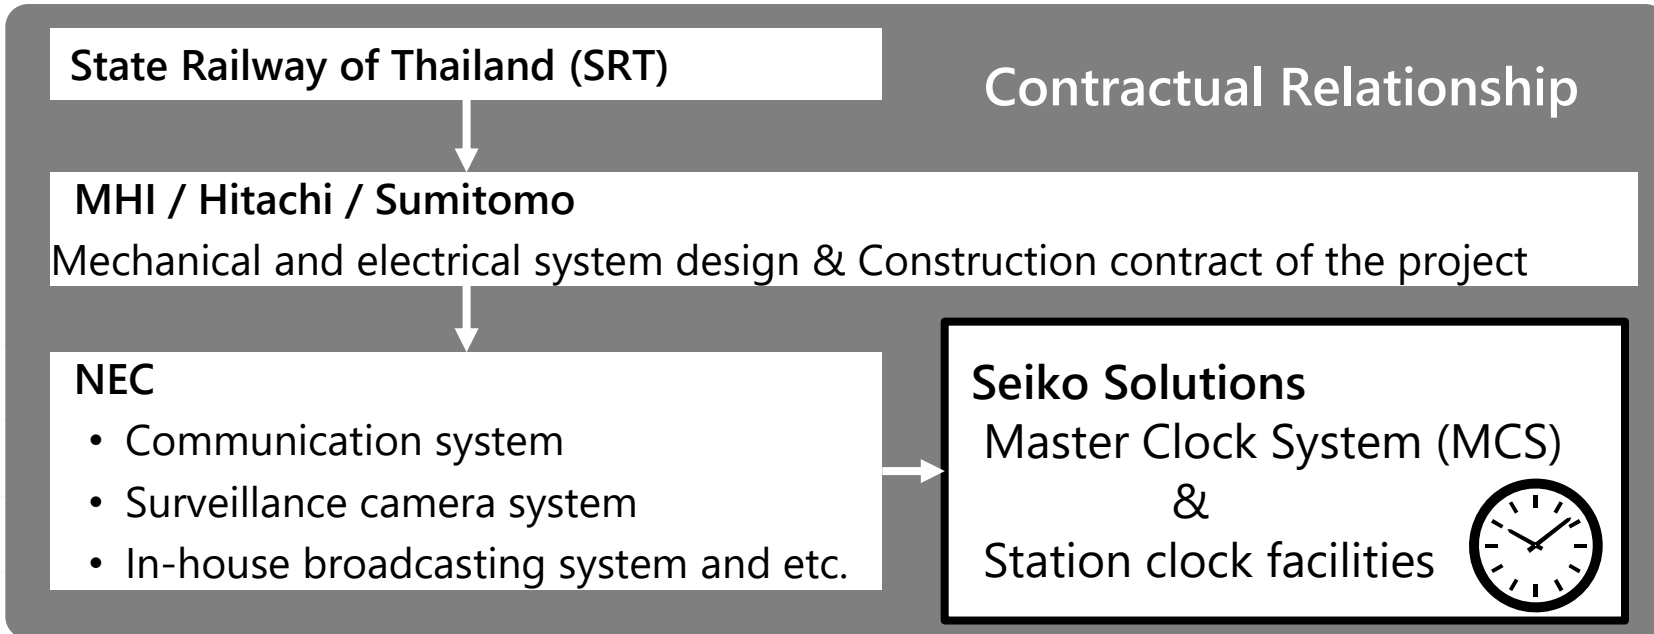 State Railway of Thailand (SRT)
Contractual Relationship
MHI / Hitachi / Sumitomo
Mechanical and electrical system design & Construction contract of the project
NEC
• Communication system
• Surveillance camera system
• In-house broadcasting system and etc.
Seiko Solutions
Master Clock System (MCS)
&
Station clock facilities